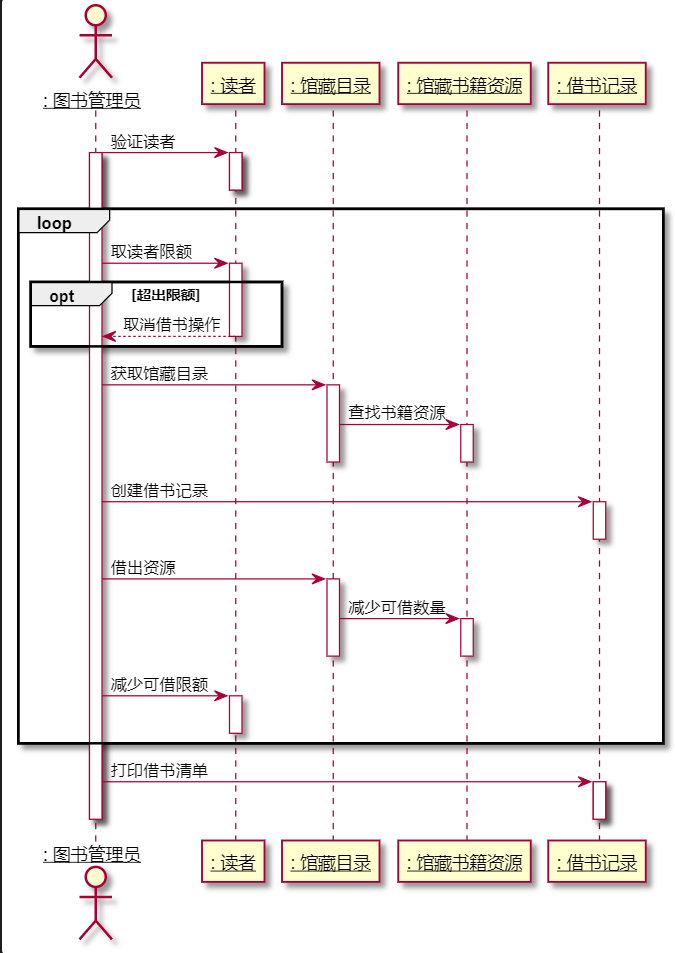 : 图书管理员
: 读者
: 馆藏目录
: 馆藏书籍资源
: 借书记录
验证读者
loop
取读者限额
opt
[超出限额]
取消借书操作
获取馆藏目录
查找书籍资源
创建借书记录
借出资源
减少可借数量
减少可借限额
打印借书清单
: 图书管理员
: 读者
: 馆藏目录
: 馆藏书籍资源
: 借书记录